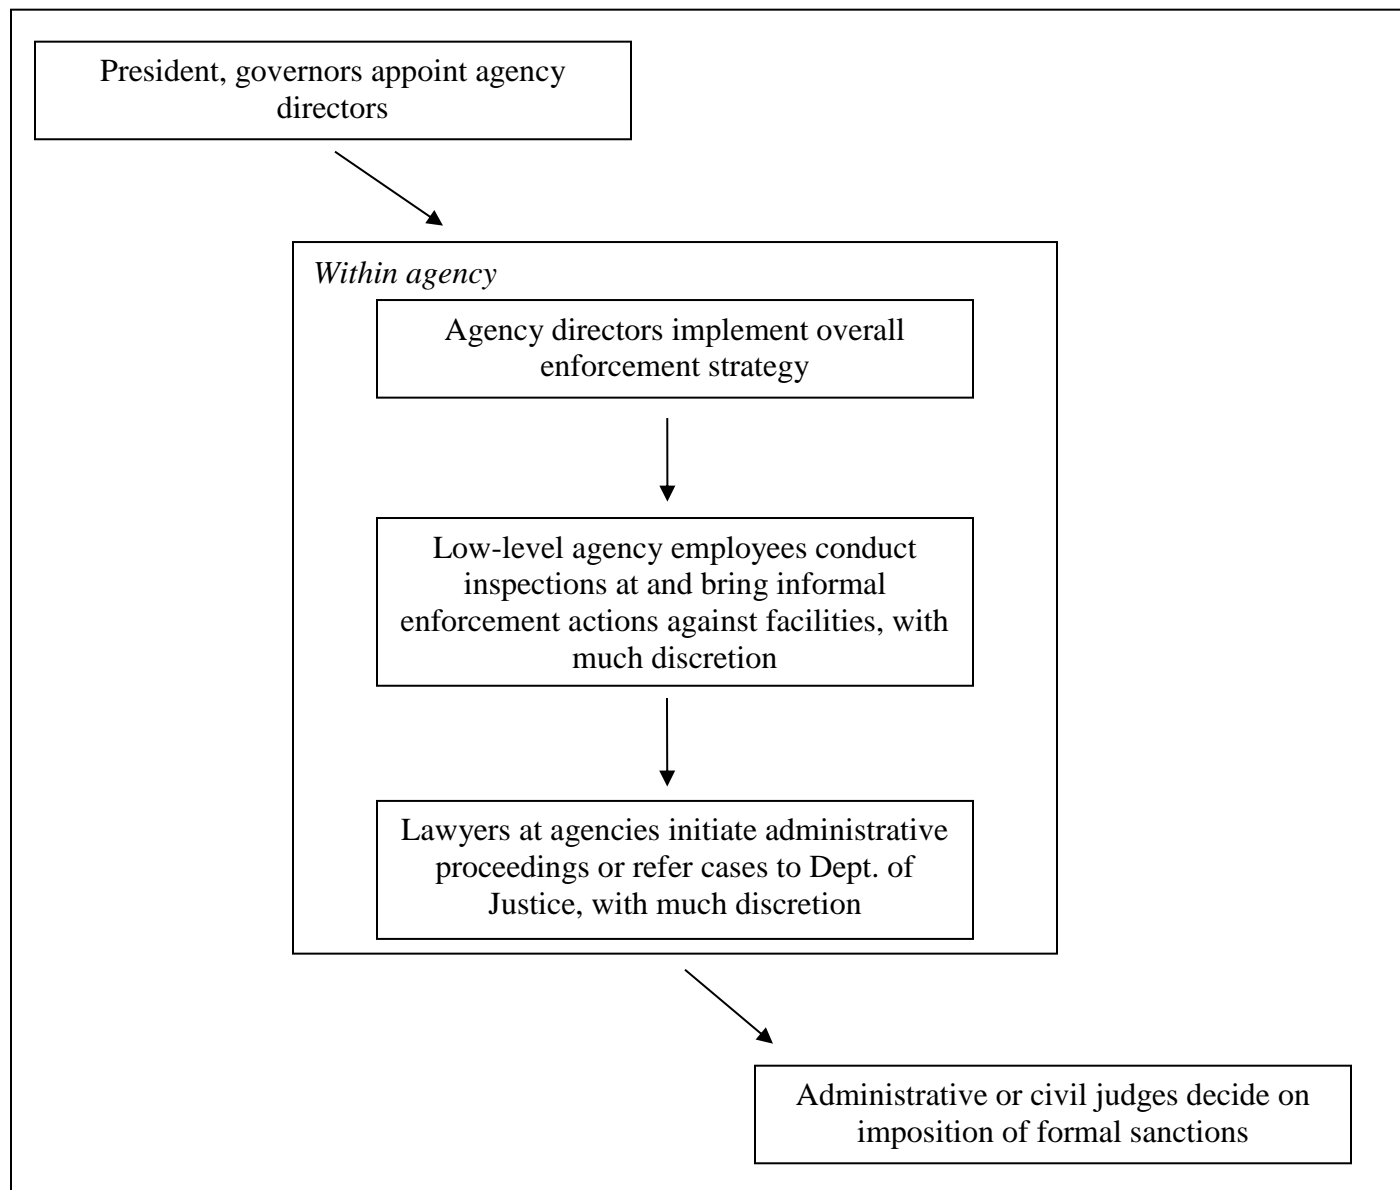 President, governors appoint agency
directors
Within agency
Agency directors implement overall
enforcement strategy
Low-level agency employees conduct
inspections at and bring informal
enforcement actions against facilities, with
much discretion
Lawyers at agencies initiate administrative
proceedings or refer cases to Dept. of
Justice, with much discretion
Administrative or civil judges decide on
imposition of formal sanctions